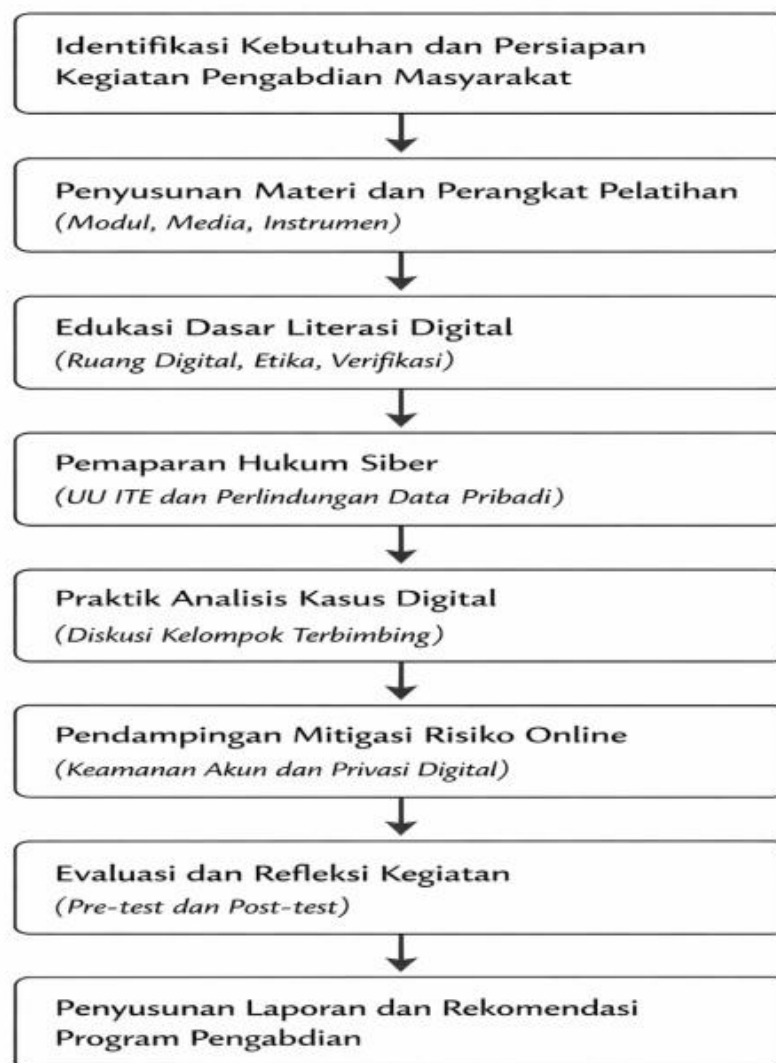 Identifikasi Kebutuhan dan Persiapan
Kegiatan Pengabdian Masyarakat
Penyusunan Materi dan Perangkat Pelatihan
(Modul, Media, Instrumen)
Edukasi Dasar Literasi Digital
(Ruang Digital, Etika, Verifikasi)
Pemaparan Hukum Siber
(UU ITE dan Perlindungan Data Pribadi)
Praktik Analisis Kasus Digital
(Diskusi Kelompok Terbimbing)
Pendampingan Mitigasi Risiko Online
(Keamanan Akun dan Privasi Digital)
Evaluasi dan Refleksi Kegiatan
(Pre-test dan Post-test)
Penyusunan Laporan dan Rekomendasi
Program Pengabdian